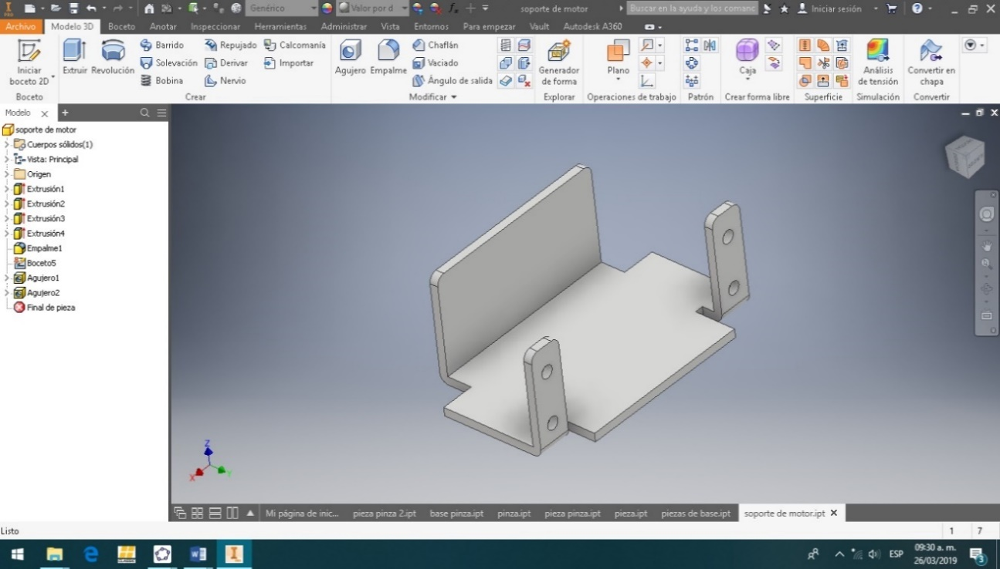 Genérico
Valor por d
soporte de motor
Buscar en la ayuda y los comanc
Iniciar sesión
PRO
Archivo Modelo 3D Boceto Anotar Inspeccionar Herramientas Administrar Vista Entornos Para empezar Vault Autodesk A360
Iniciar boceto 2D
Extruir Revolución
Barrido Repujado Calcomanía
Solevación Derivar Importar
Bobina Nervio
Agujero Empalme
Chaflán
Vaciado
Ángulo de salida
Generador de forma
Plano
Caja
Análisis de tensión
Convertir en chapa
Boceto Crear Modificar Explorar Operaciones de trabajo Patrón Crear forma libre Superficie Simulación Convertir
Modelo
soporte de motor
Cuerpos sólidos(1)
Vista: Principal
Origen
Extrusión1
Extrusión2
Extrusión3
Extrusión4
Empalme1
Boceto5
Agujero1
Agujero2
Final de pieza
Z
X
Y
Mi página de inic... pieza pinza 2.ipt base pinza.ipt pinza.ipt pieza pinza.ipt pieza.ipt piezas de base.ipt soporte de motor.ipt
Listo
1 7
ESP
09:30 a. m.
26/03/2019
3